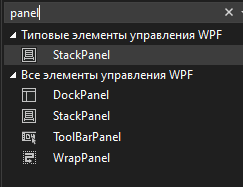 panel
Типовые элементы управления WPF
StackPanel
Все элементы управления WPF
DockPanel
StackPanel
ToolBarPanel
WrapPanel